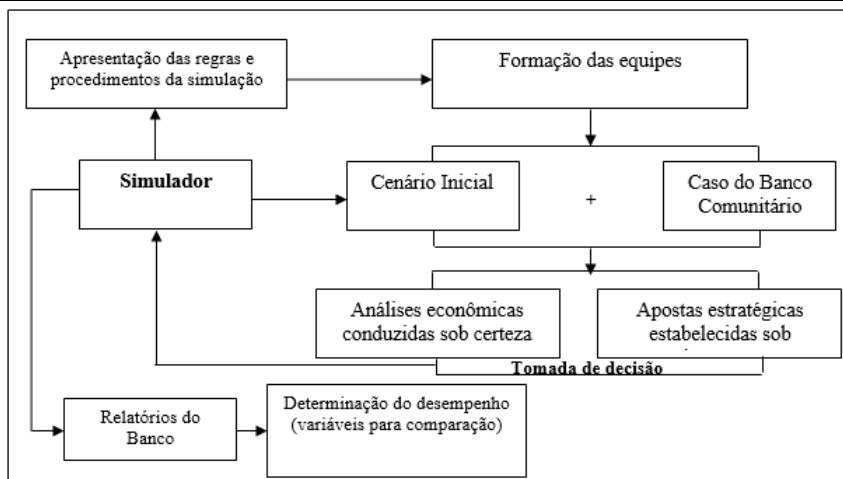 Apresentação das regras e
procedimentos da simulação
Formação das equipes
Simulador
Cenário Inicial
+
Caso do Banco
Comunitário
Análises econômicas
conduzidas sob certeza
Apostas estratégicas
estabelecidas sob
Tomada de decisão
Relatórios do
Banco
Determinação do desempenho
(variáveis para comparação)